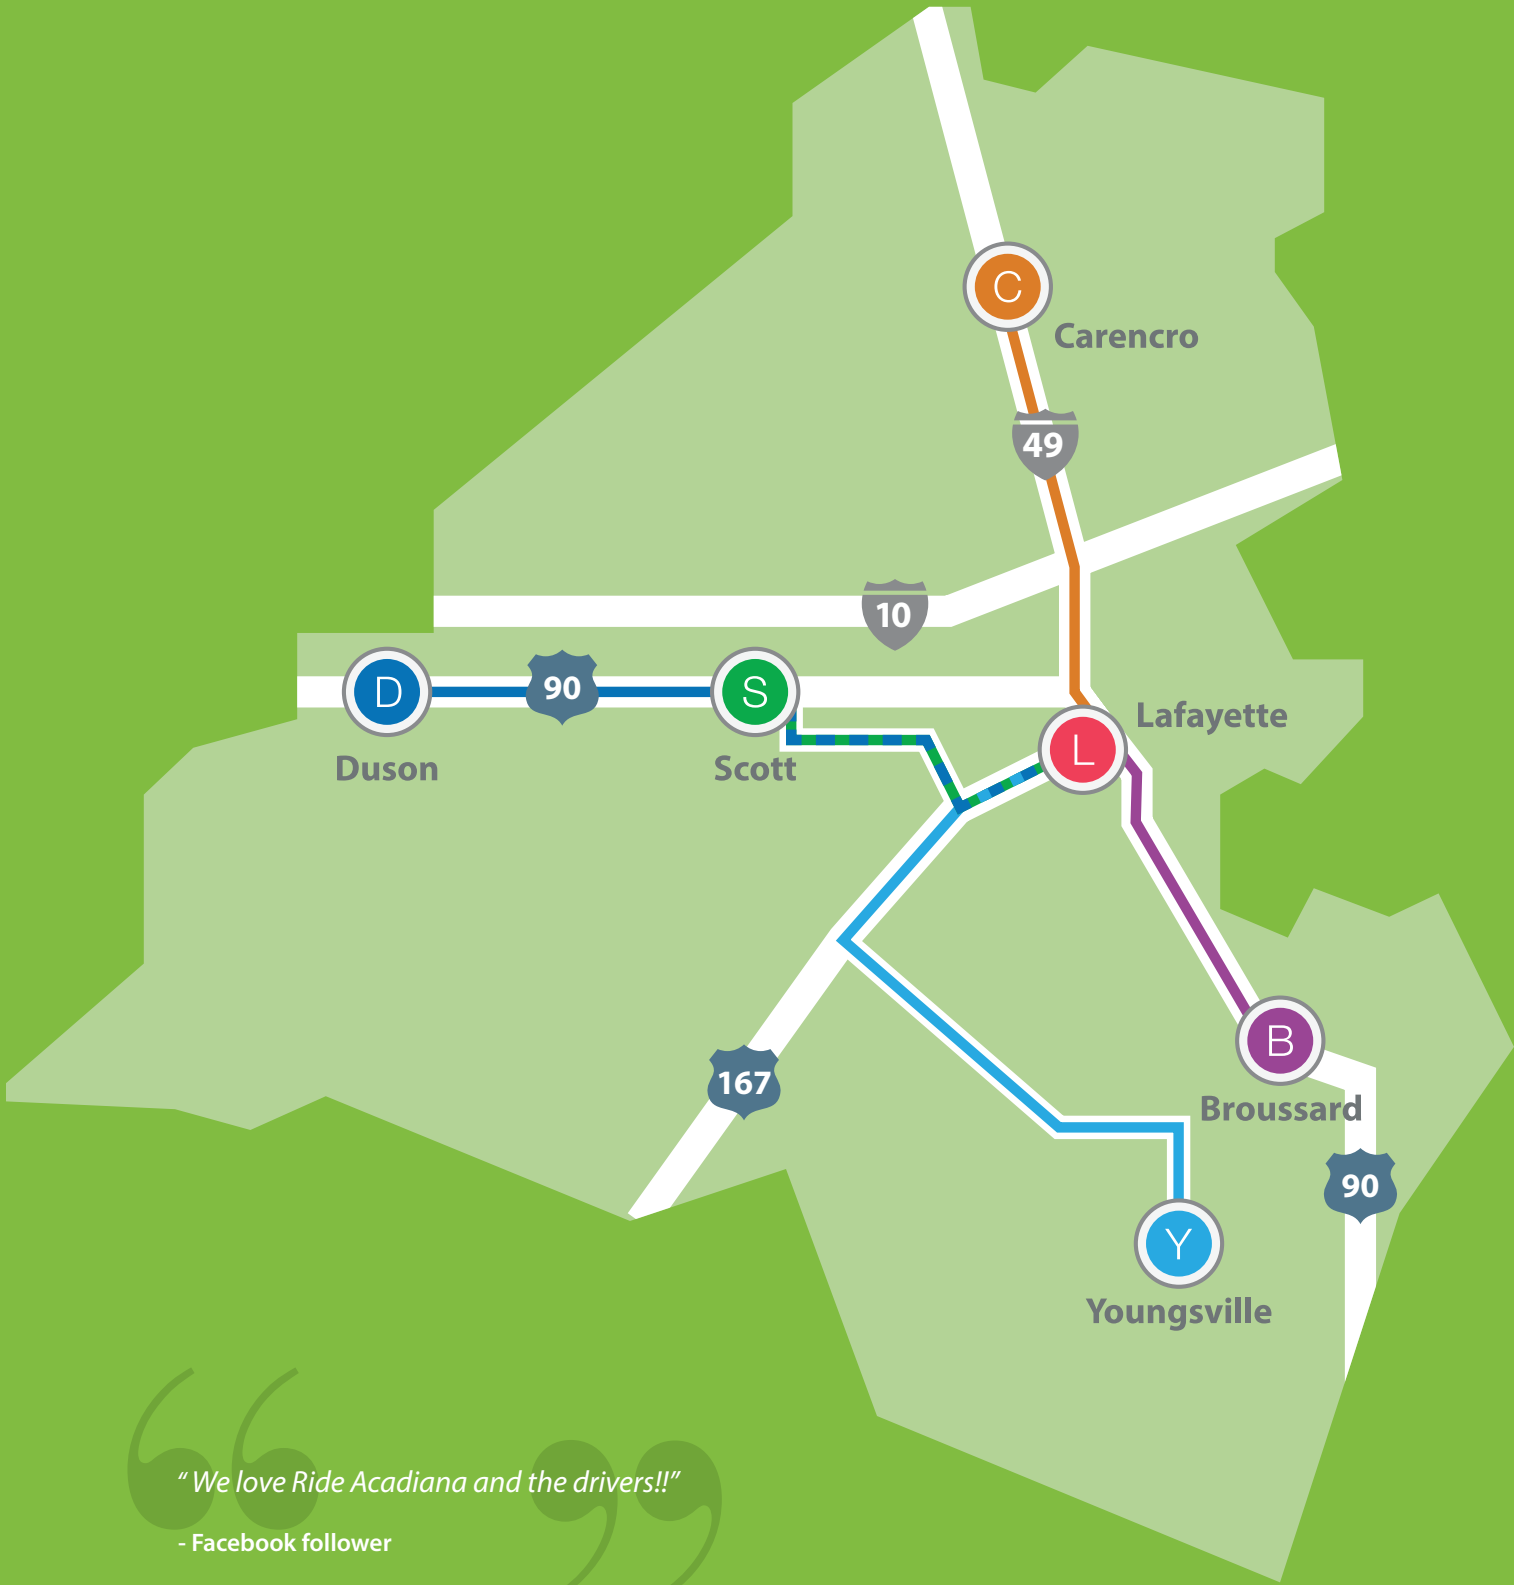 C
Carencro
49
10
D
90
S
Lafayette
L
Duson
Scott
B
167
Broussard
90
Y
Youngsville
“ We love Ride Acadiana and the drivers!!”
- Facebook follower